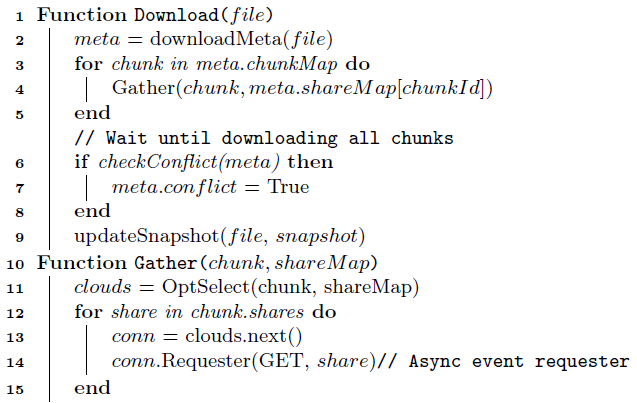 1 Function Download(file)
2 meta = downloadMeta(file)
3 for chunk in meta.chunkMap do
4 Gather(chunk, meta.shareMap[chunkId])
5 end
// Wait until downloading all chunks
6 if checkConflict(meta) then
7 meta.conflict = True
8 end
9 updateSnapshot(file, snapshot)
10 Function Gather(chunk, shareMap)
11 clouds = OptSelect(chunk, shareMap)
12 for share in chunk.shares do
13 conn = clouds.next()
14 conn.Requester(GET, share)// Async event requester
15 end